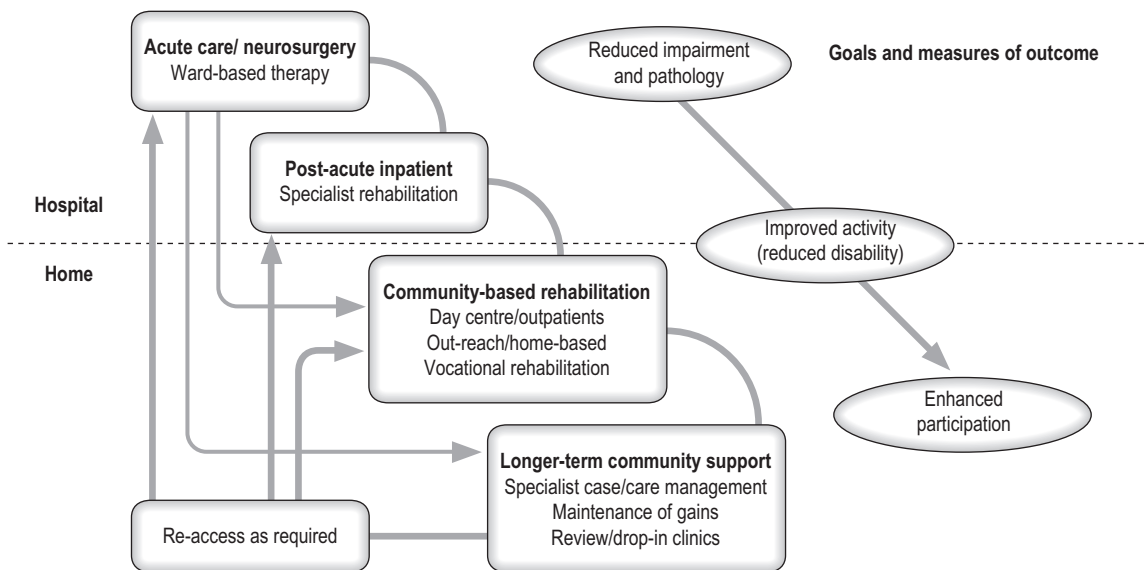 Acute care/ neurosurgery
Ward-based therapy
Reduced impairment
and pathology
Goals and measures of outcome
Post-acute inpatient
Specialist rehabilitation
Hospital
Improved activity
(reduced disability)
Home
Community-based rehabilitation
Day centre/outpatients
Out-reach/home-based
Vocational rehabilitation
Enhanced
participation
Longer-term community support
Specialist case/care management
Maintenance of gains
Review/drop-in clinics
Re-access as required